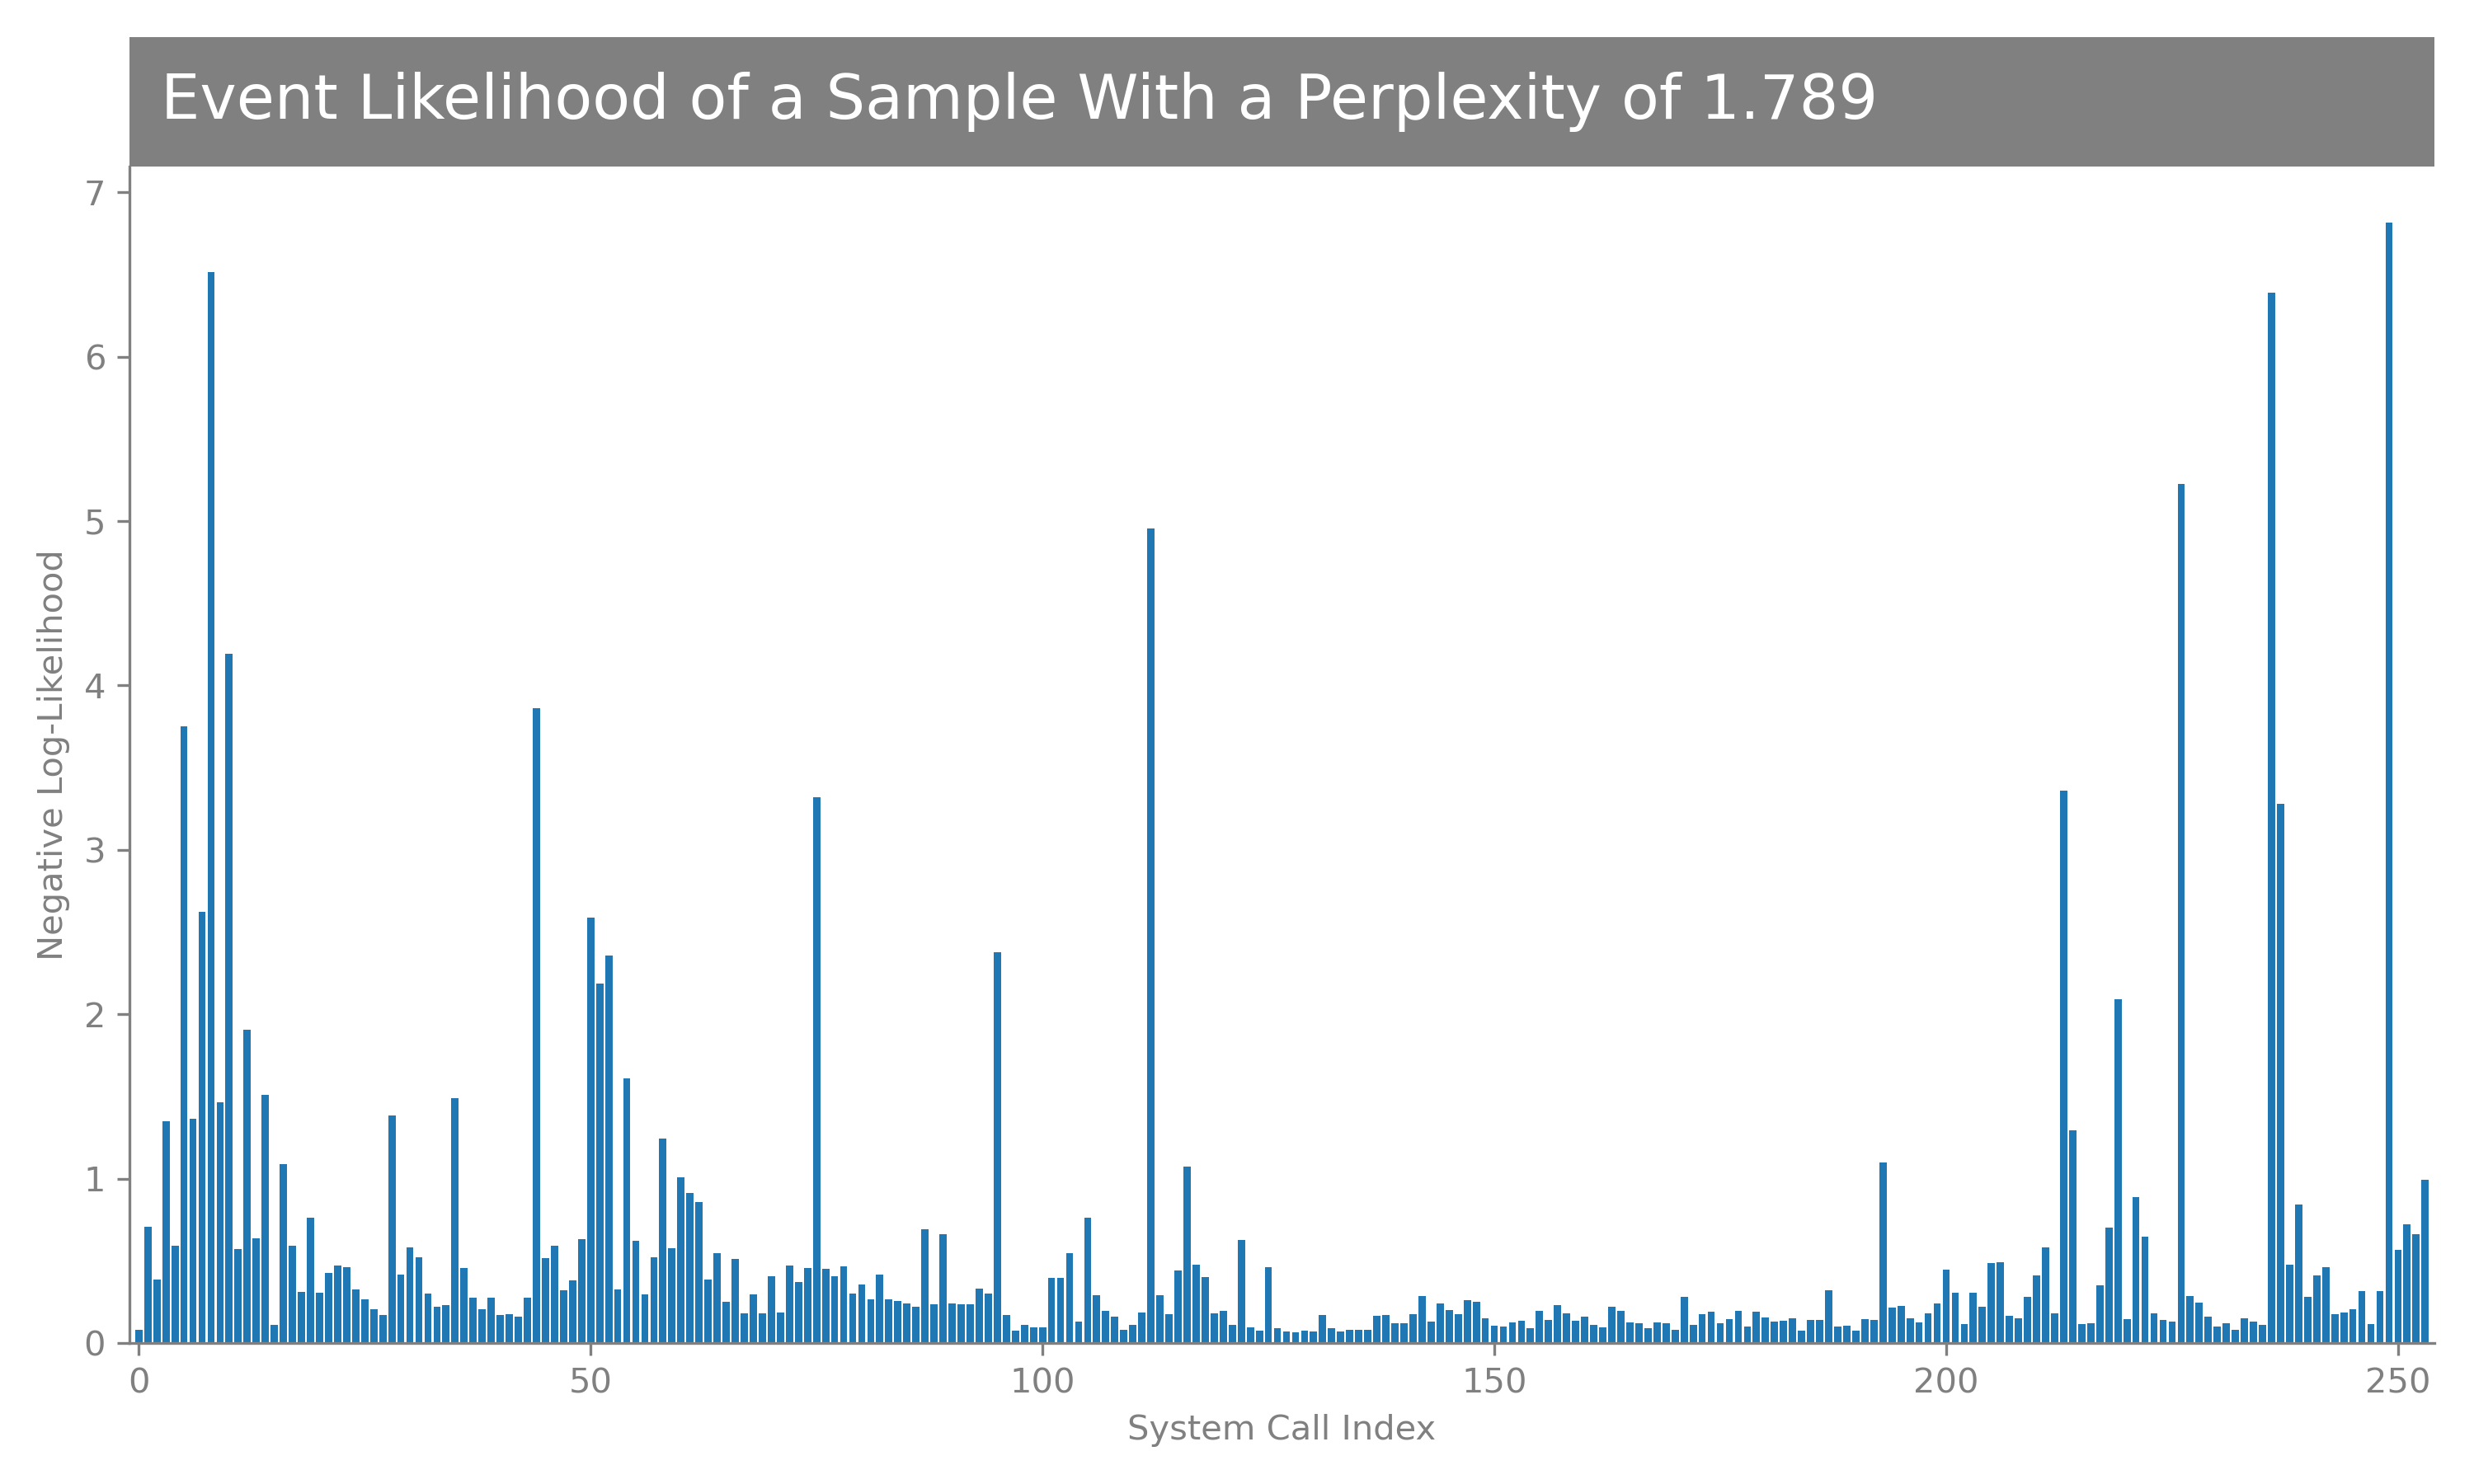 Event Likelihood of a Sample With a Perplexity of 1.789
Negative Log-Likelihood
7
6
5
4
3
2
1
0
0 50 100 150 200 250
System Call Index